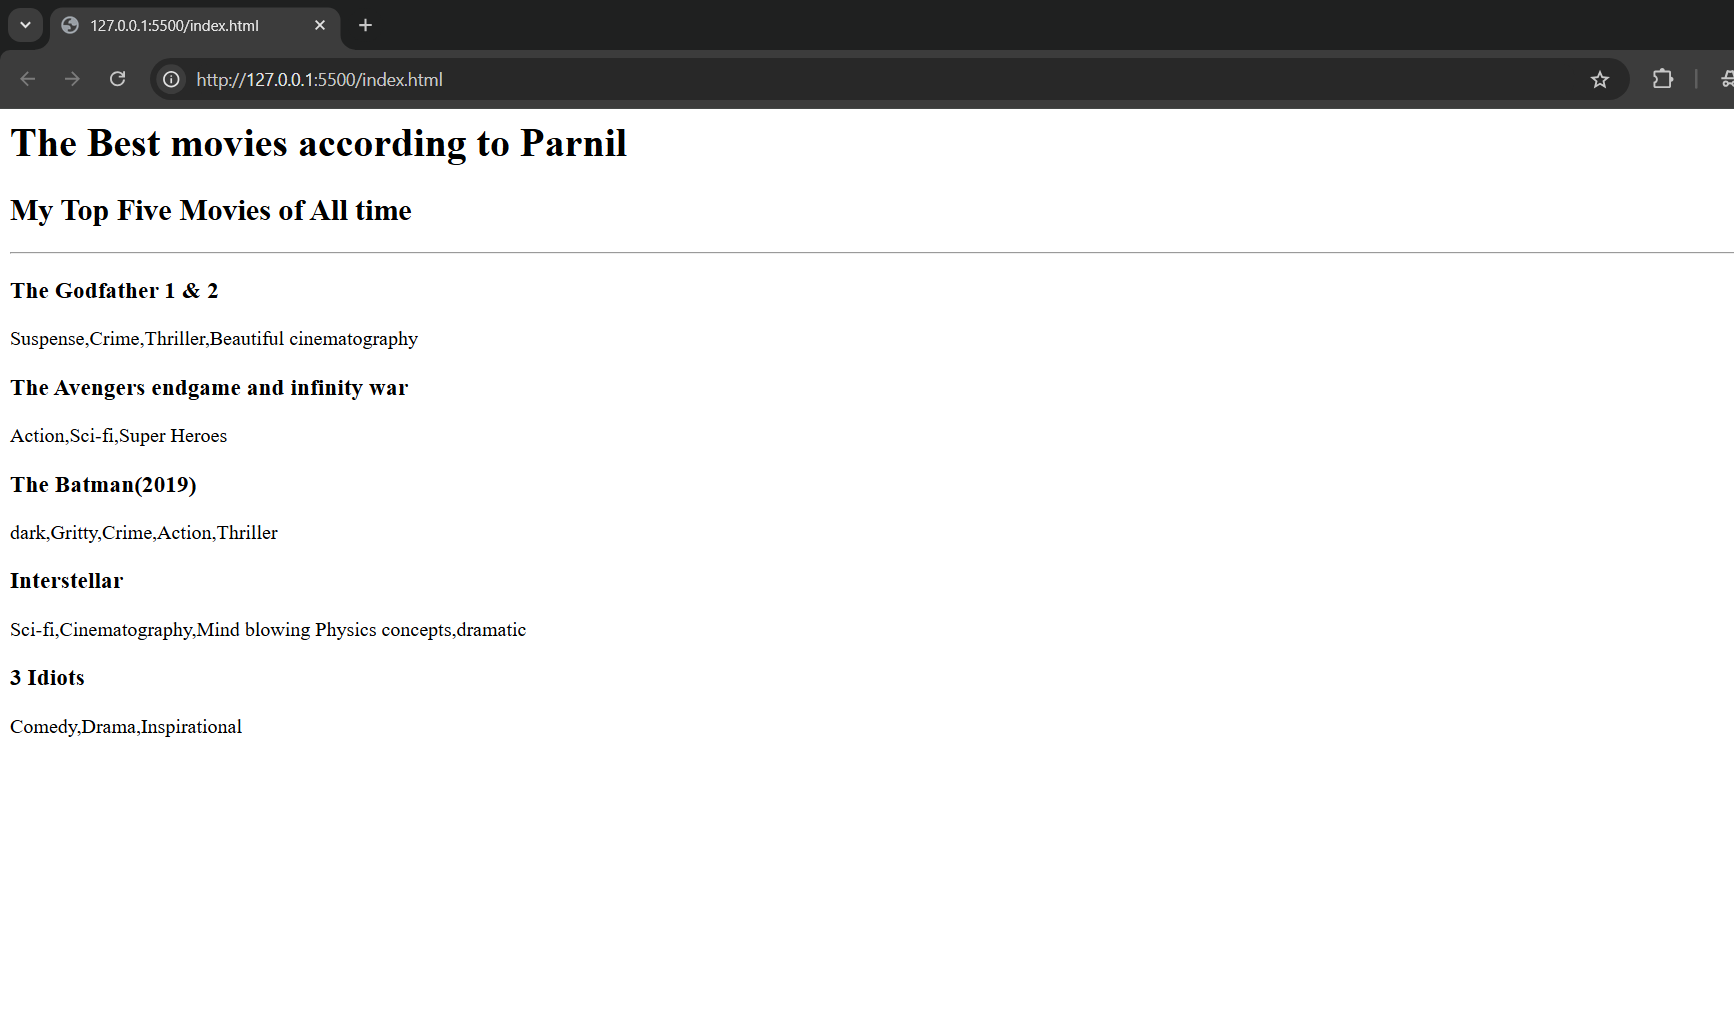 127.0.0.1:5500/index.html
http://127.0.0.1:5500/index.html
The Best movies according to Parnil
My Top Five Movies of All time
The Godfather 1 & 2
Suspense,Crime,Thriller,Beautiful cinematography
The Avengers endgame and infinity war
Action,Sci-fi,Super Heroes
The Batman(2019)
dark,Gritty,Crime,Action,Thriller
Interstellar
Sci-fi,Cinematography,Mind blowing Physics concepts,dramatic
3 Idiots
Comedy,Drama,Inspirational